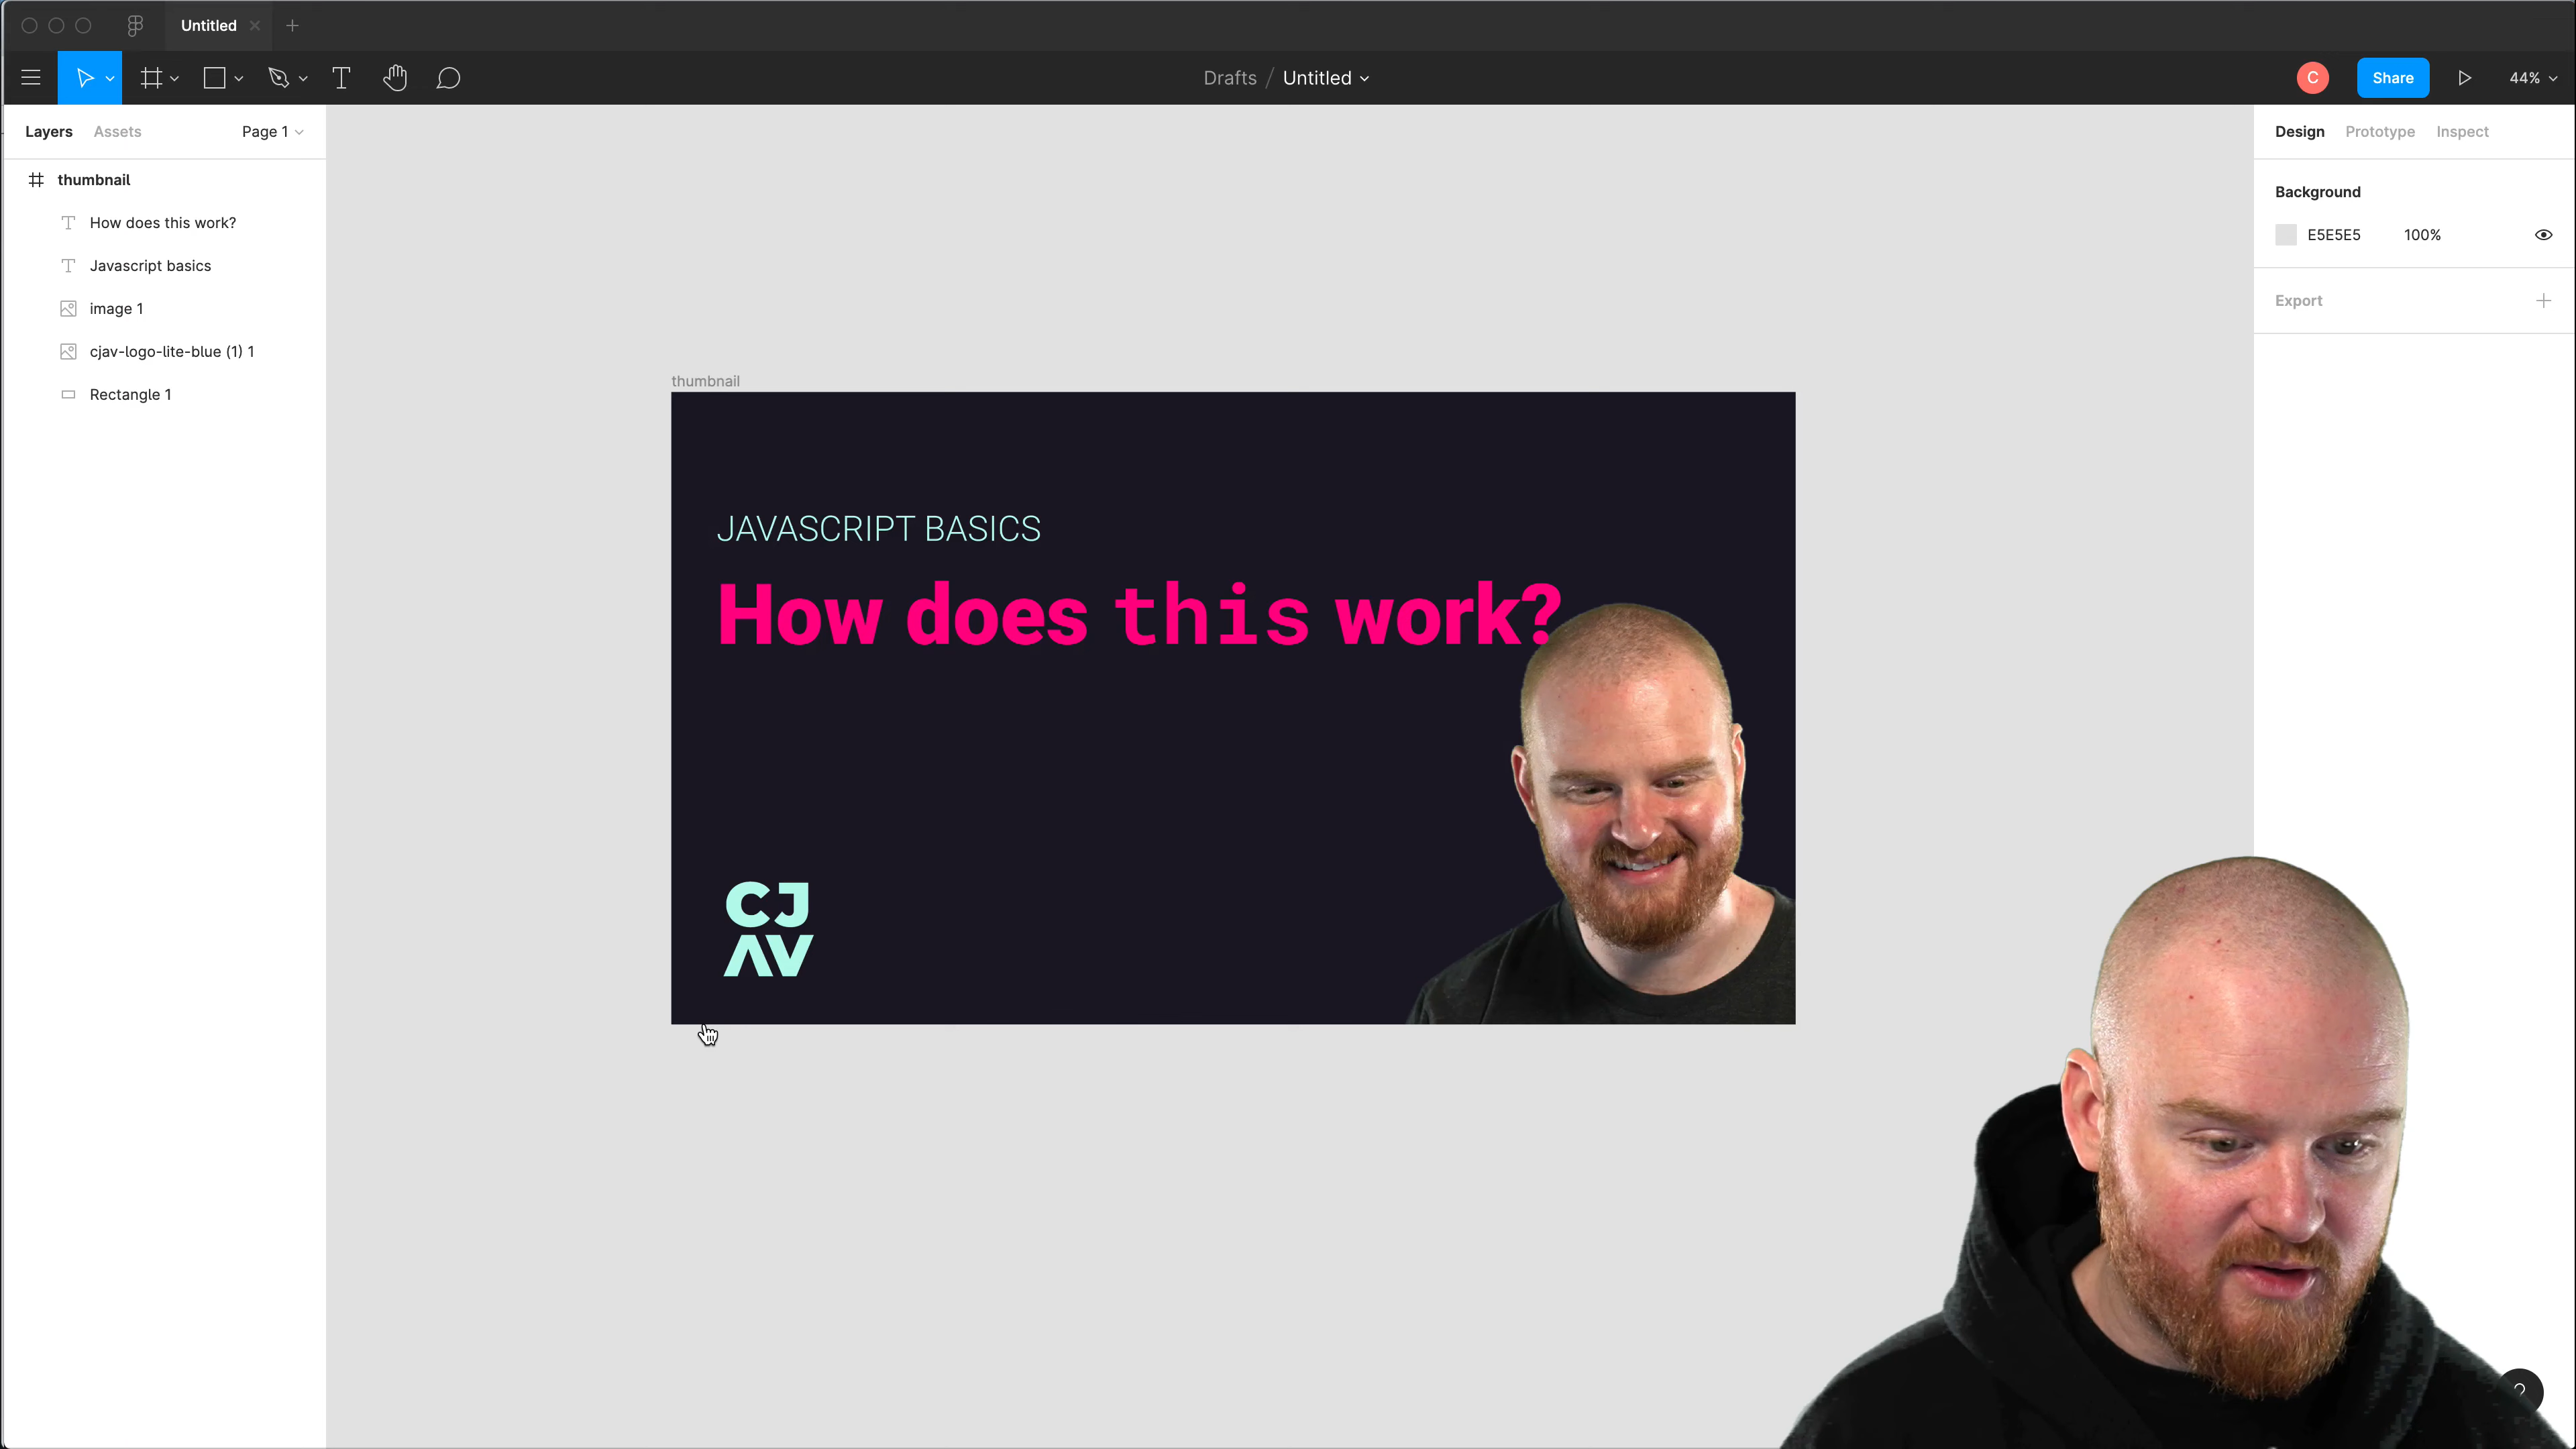 Untitled
Drafts / Untitled
C
Share
44%
Layers
Assets
Page 1
Design
Prototype
Inspect
thumbnail
How does this work?
Javascript basics
image 1
cjav-logo-lite-blue (1) 1
Rectangle 1
Background
E5E5E5
100%
Export
thumbnail
JAVASCRIPT BASICS
How does this work?
CJ
AV
?